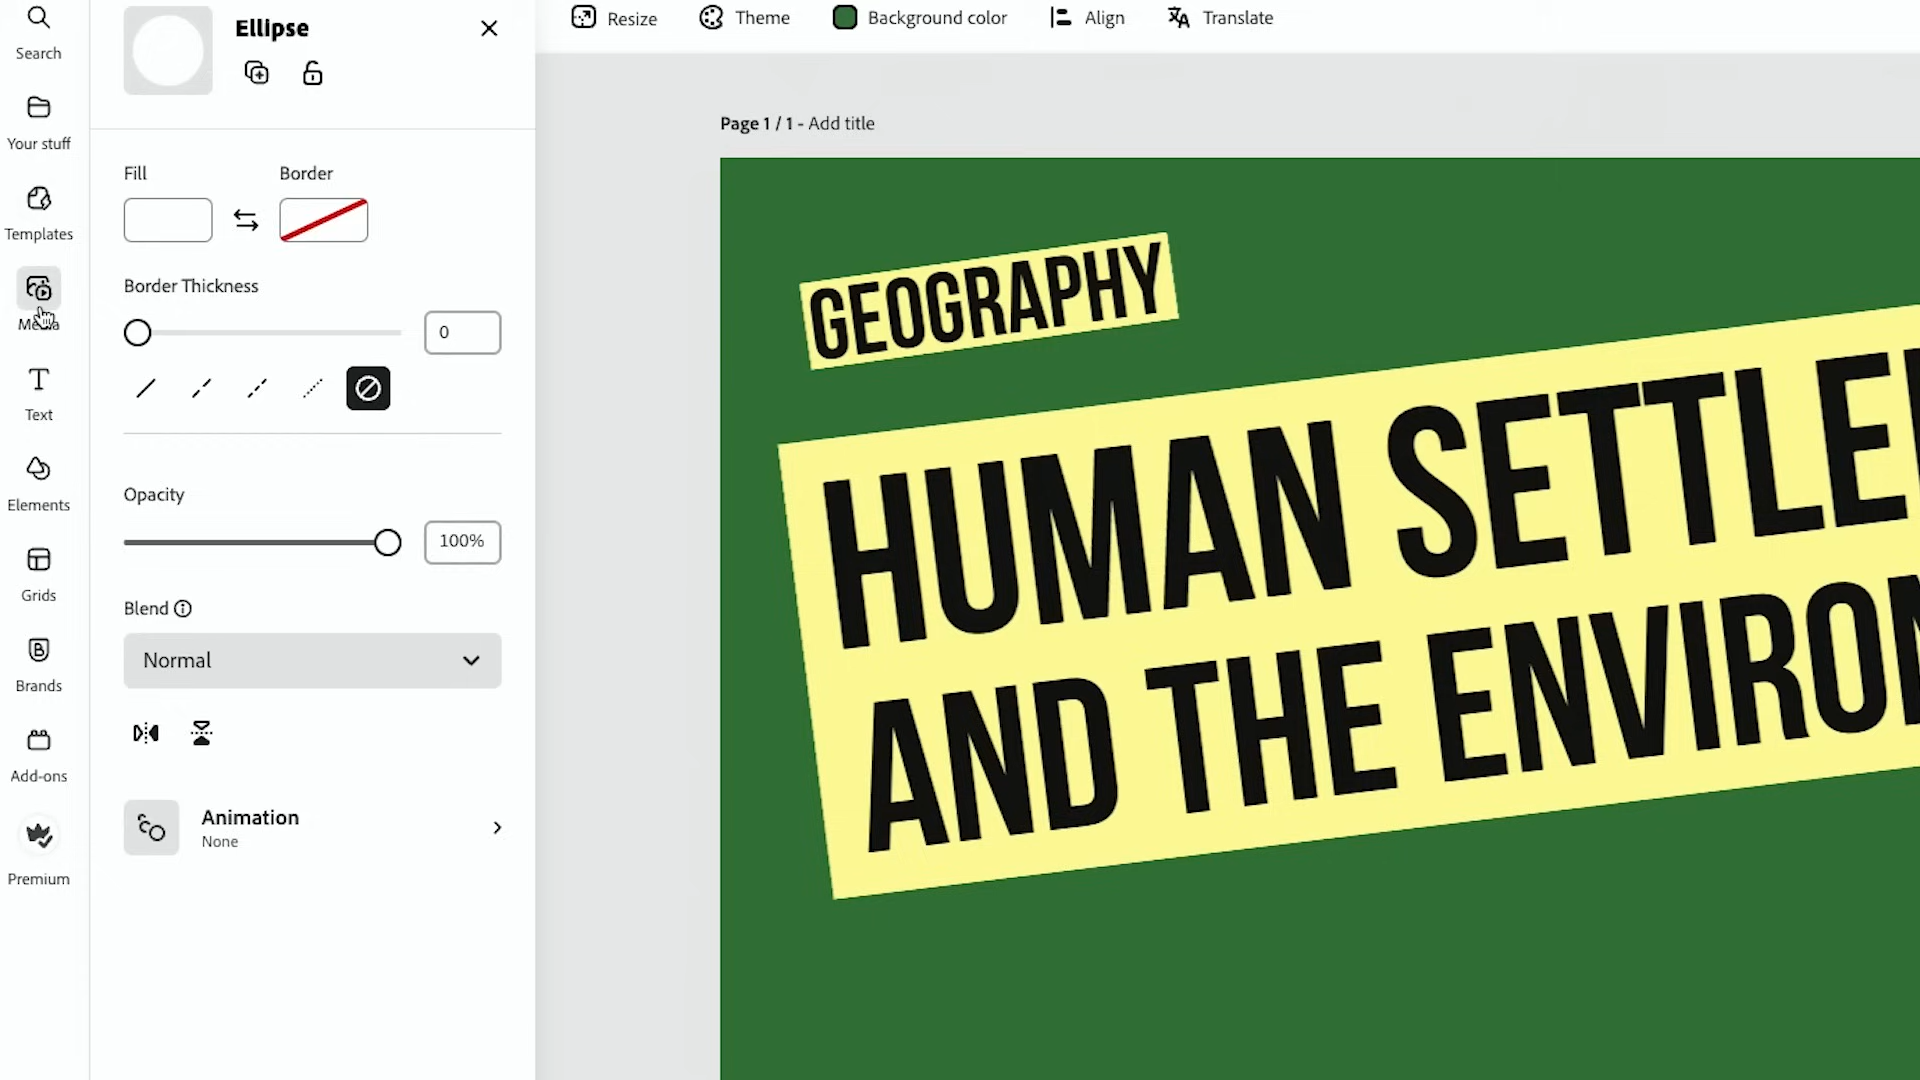 Search
Your stuff
Templates
Media
Text
Elements
Grids
Brands
Add-ons
Premium
Ellipse
Fill
Border
Border Thickness
0
Opacity
100%
Blend
Normal
Animation
None
Resize
Theme
Background color
Align
Translate
Page 1 / 1 - Add title
GEOGRAPHY
HUMAN SETTLE
AND THE ENVIRON